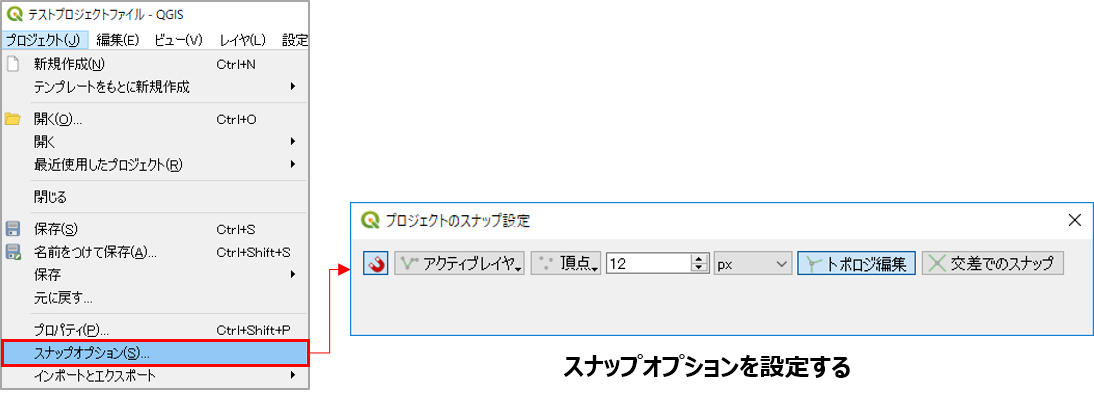 テストプロジェクトファイル - QGIS
プロジェクト(J) 編集(E) ビュー(V) レイヤ(L) 設定
新規作成(N) Ctrl+N
テンプレートをもとに新規作成
開く(O)... Ctrl+O
開く
最近使用したプロジェクト(R)
閉じる
保存(S) Ctrl+S
名前をつけて保存(A)... Ctrl+Shift+S
保存
元に戻す...
プロパティ(P)... Ctrl+Shift+P
スナップオプション(S)...
インポートとエクスポート
プロジェクトのスナップ設定
アクティブレイヤ 頂点 12 px トポロジ編集 交差でのスナップ
スナップオプションを設定する